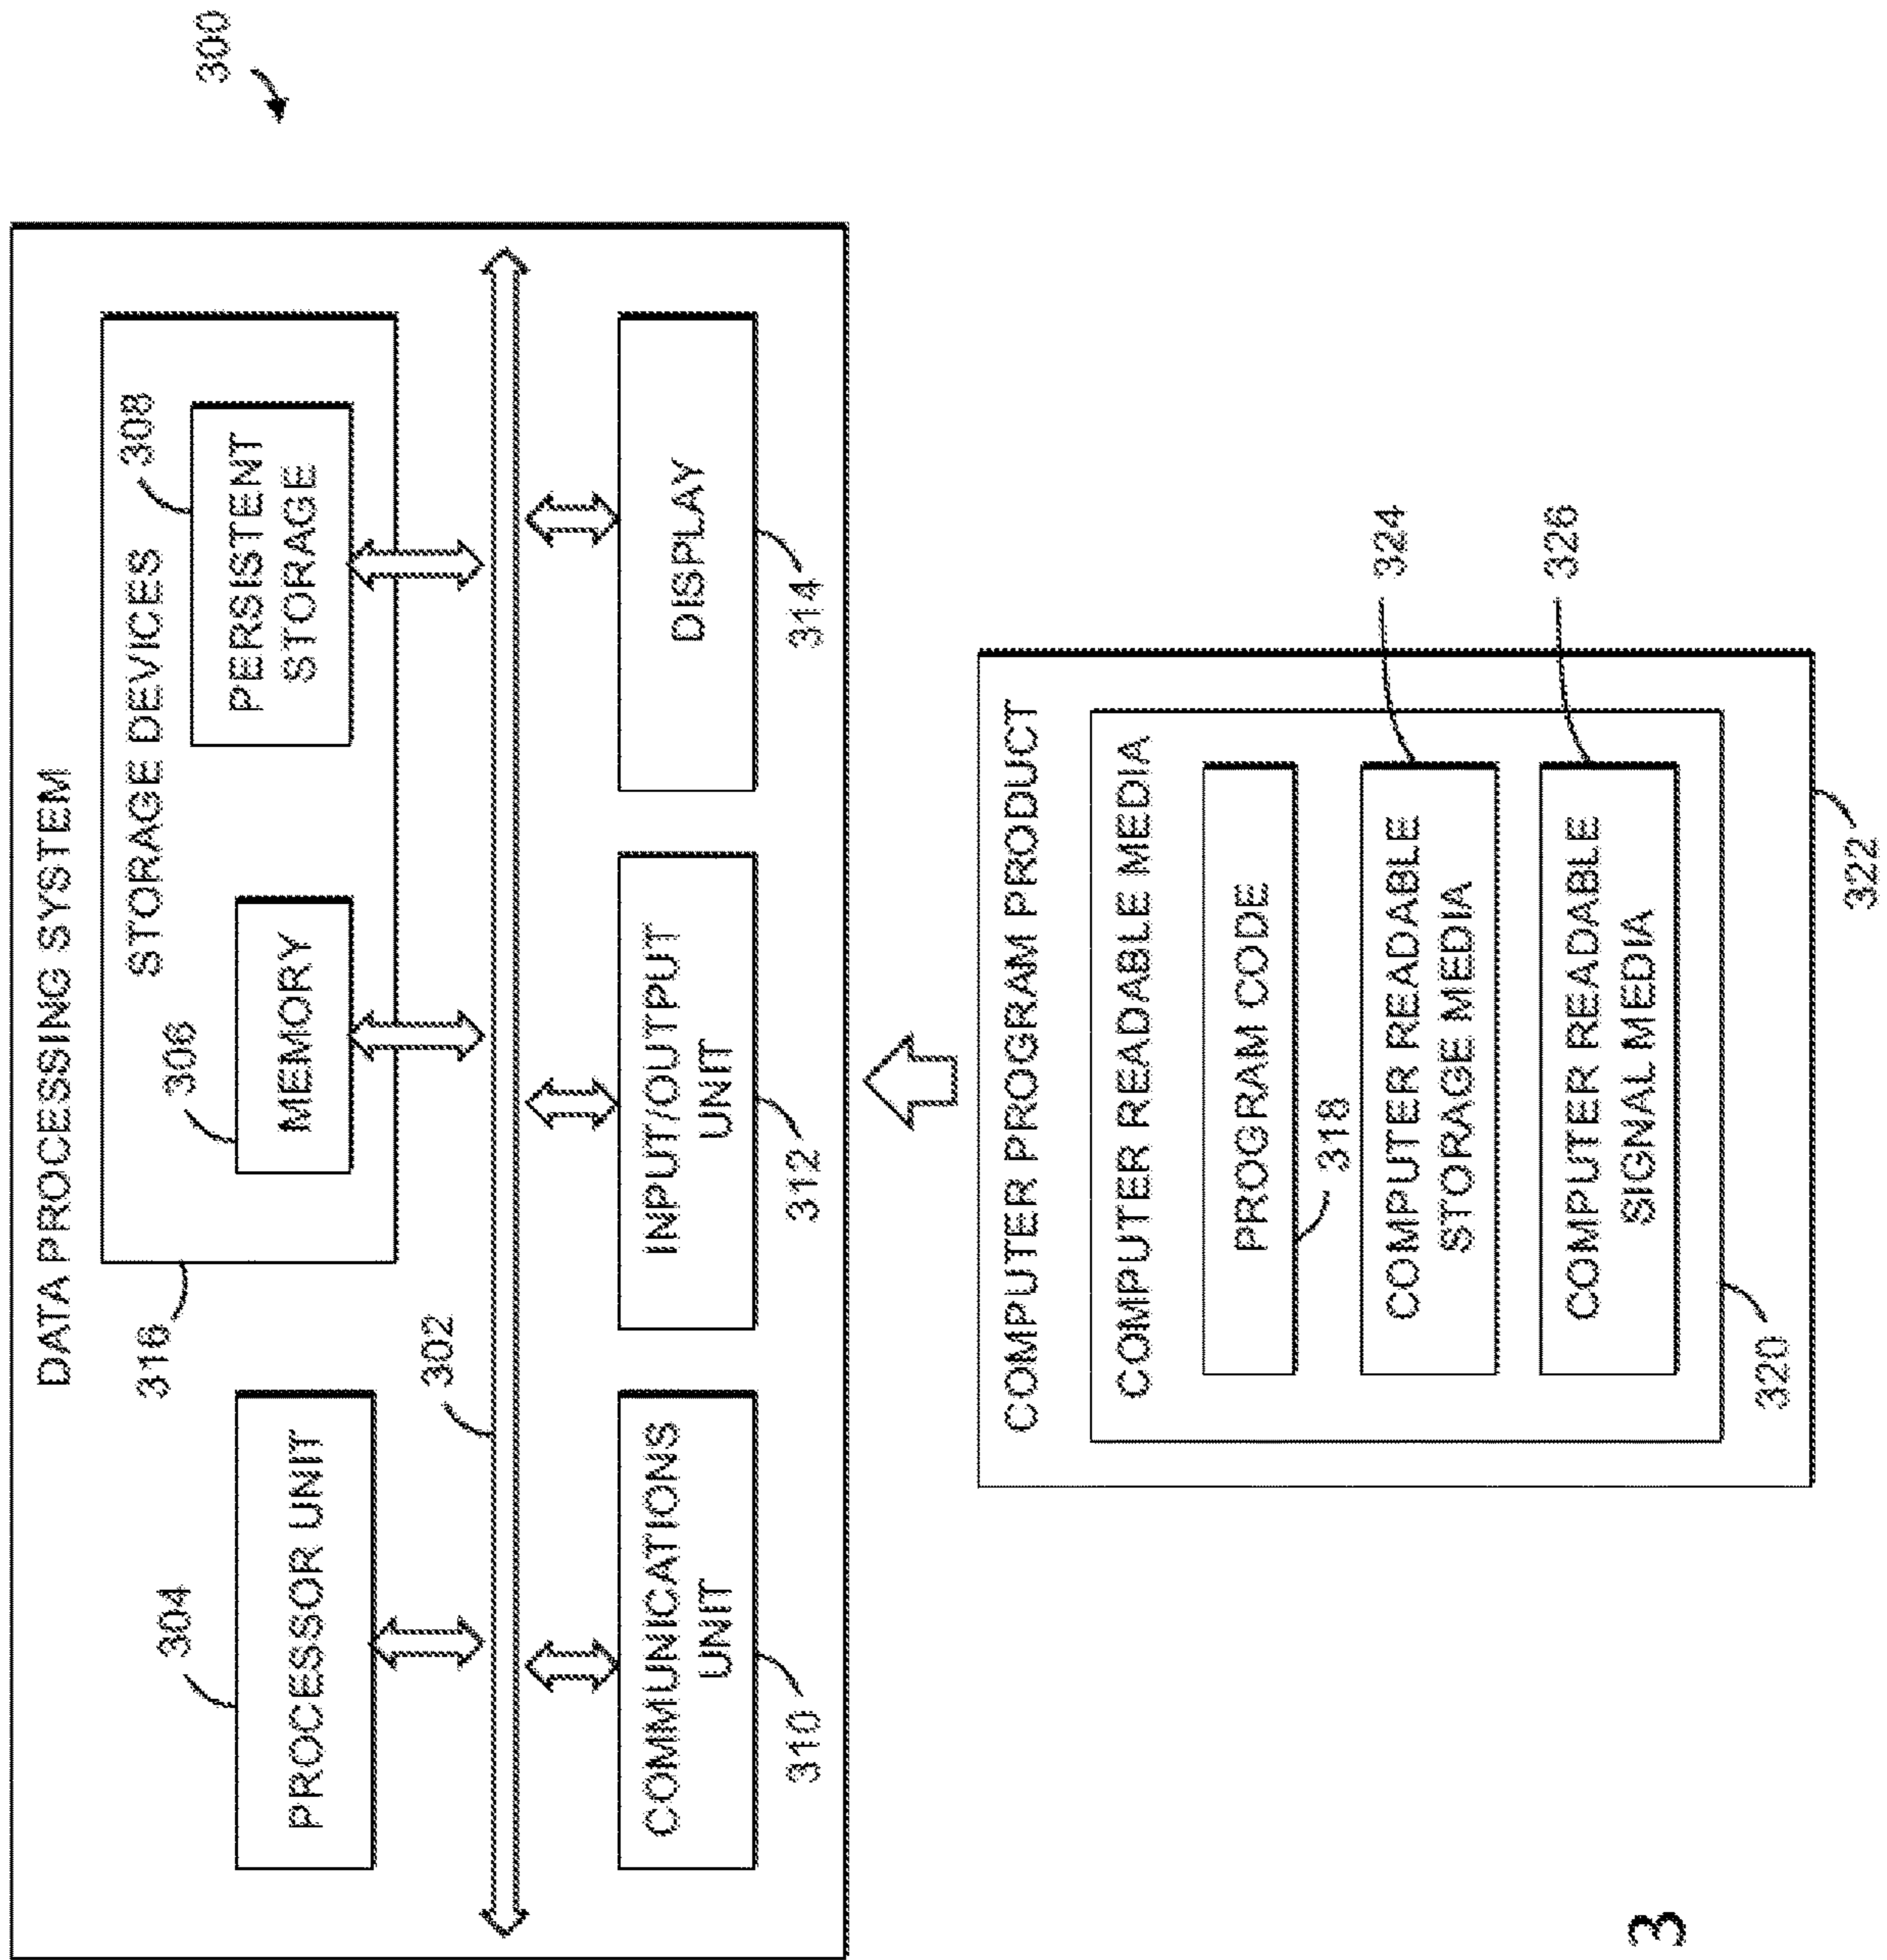 300
DATA PROCESSING SYSTEM
STORAGE DEVICES
316
304
PROCESSOR UNIT
306
MEMORY
308
PERSISTENT
STORAGE
302
COMMUNICATIONS
UNIT
310
INPUT/OUTPUT
UNIT
312
DISPLAY
314
COMPUTER PROGRAM PRODUCT
COMPUTER READABLE MEDIA
PROGRAM CODE
318
COMPUTER READABLE
STORAGE MEDIA
324
COMPUTER READABLE
SIGNAL MEDIA
326
320
322
3